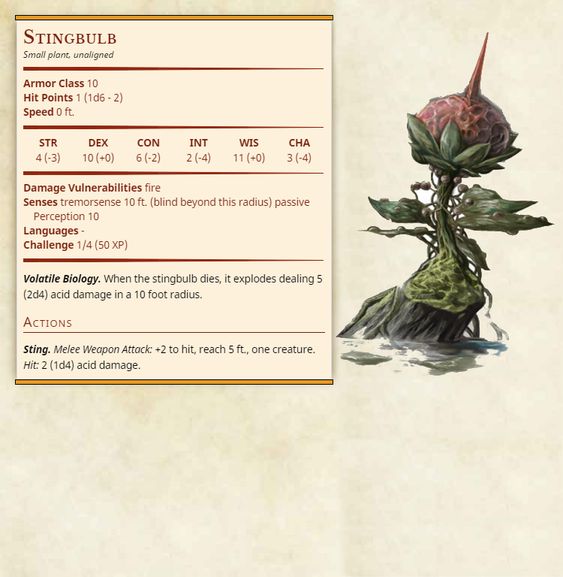 Stingbulb
Small plant, unaligned
Armor Class 10
Hit Points 1 (1d6 - 2)
Speed 0 ft.
STR DEX CON INT WIS CHA
4 (-3) 10 (+0) 6 (-2) 2 (-4) 11 (+0) 3 (-4)
Damage Vulnerabilities fire
Senses tremorsense 10 ft. (blind beyond this radius) passive
Perception 10
Languages -
Challenge 1/4 (50 XP)
Volatile Biology. When the stingbulb dies, it explodes dealing 5
(2d4) acid damage in a 10 foot radius.
Actions
Sting. Melee Weapon Attack: +2 to hit, reach 5 ft., one creature.
Hit: 2 (1d4) acid damage.